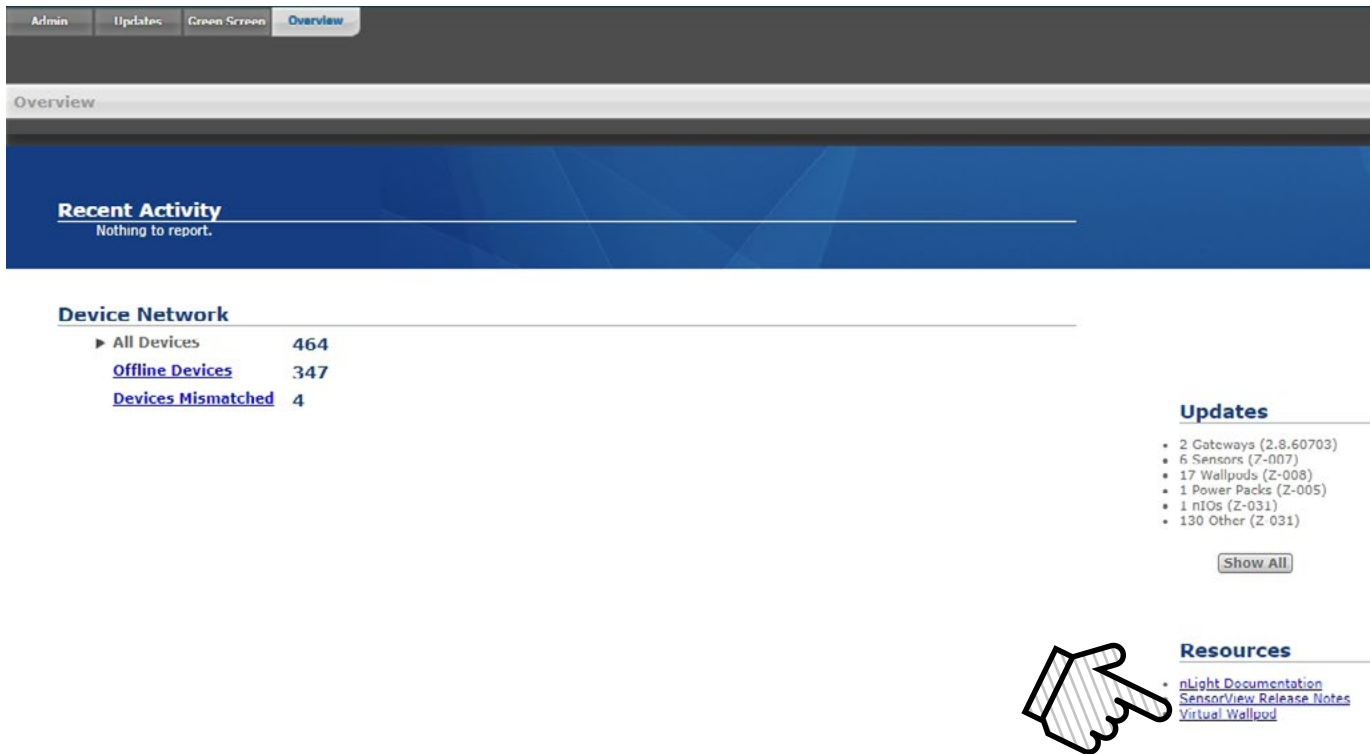 Admin Updates Green Screen Overview
Overview
Recent Activity
Nothing to report.
Device Network
All Devices 464
Offline Devices 347
Devices Mismatched 4
Updates
2 Gateways (2.8.60703)
6 Sensors (Z-007)
17 Wallpods (Z-008)
1 Power Packs (Z-005)
1 nIOs (Z-031)
130 Other (Z-031)
Show All
Resources
nLight Documentation
SensorView Release Notes
Virtual Wallpod